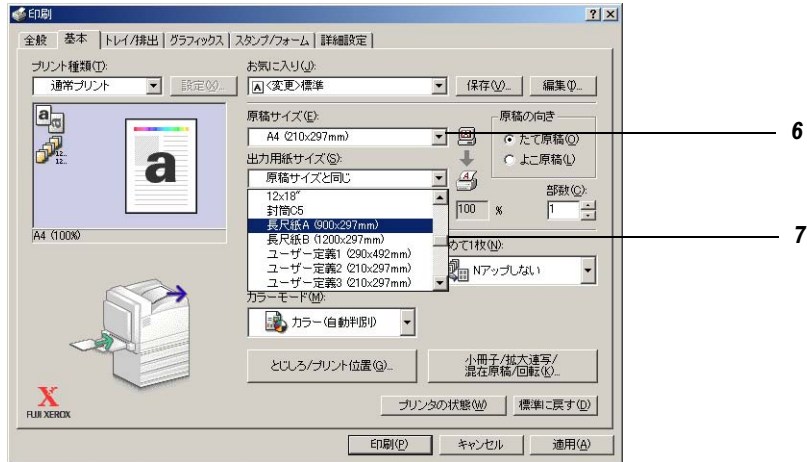 印刷
全般 基本 トレイ/排出 グラフィックス スタンプ/フォーム 詳細設定
プリント種類(T):
通常プリント
設定(X)...
お気に入り(J):
A <変更>標準
保存(V)... 編集(I)...
a a
12..
12..
a
A4 (100%)
原稿サイズ(E):
A4 (210x297mm)
出力用紙サイズ(S):
原稿サイズと同じ
12x18"
封筒C5
長尺紙A (900x297mm)
長尺紙B (1200x297mm)
ユーザー定義1 (290x492mm)
ユーザー定義2 (210x297mm)
ユーザー定義3 (210x297mm)
原稿の向き
たて原稿(O)
よこ原稿(L)
部数(C):
100 % 1
めて1枚(N):
Nアップしない
カラーモード(M):
カラー(自動判別)
とじしろ/プリント位置(G)...
小冊子/拡大連写/
混在原稿/回転(K)...
X
FUJI XEROX
プリンタの状態(W) 標準に戻す(D)
印刷(P) キャンセル 適用(A)
6
7